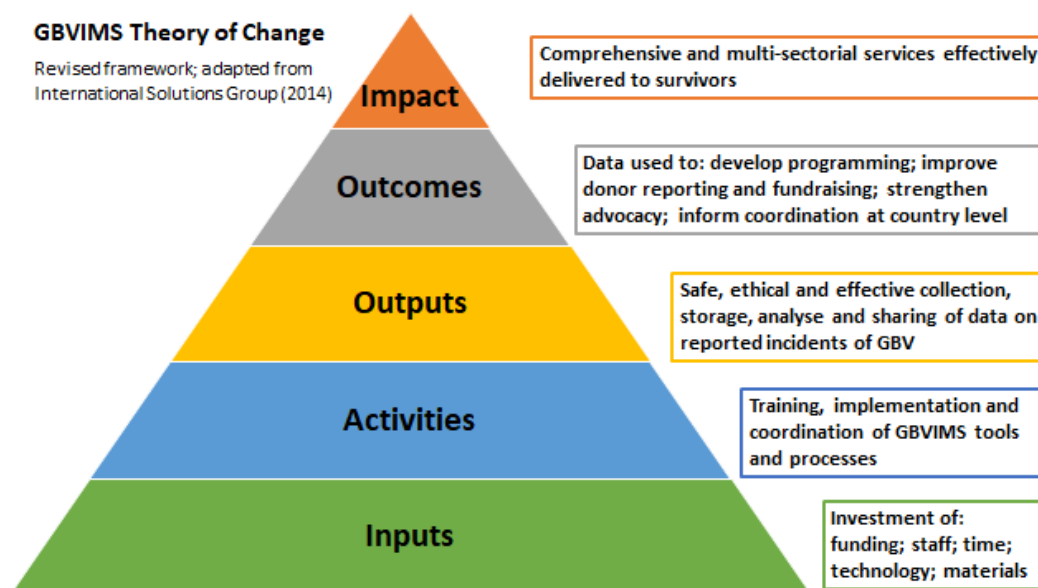 GBVIMS Theory of Change
Revised framework; adapted from
International Solutions Group (2014)
Impact
Comprehensive and multi-sectorial services effectively
delivered to survivors
Outcomes
Data used to: develop programming; improve
donor reporting and fundraising; strengthen
advocacy; inform coordination at country level
Outputs
Safe, ethical and effective collection,
storage, analyse and sharing of data on
reported incidents of GBV
Activities
Training, implementation and
coordination of GBVIMS tools
and processes
Inputs
Investment of:
funding; staff; time;
technology; materials